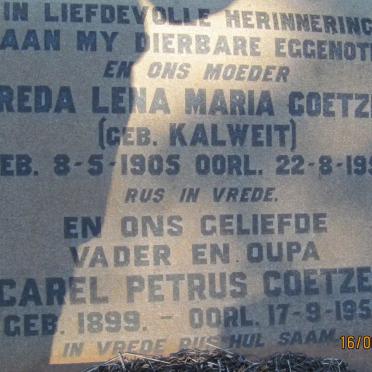 IN LIEFDEVOLLE HERINNERING
AAN MY DIERBARE EGGENOTE
EN ONS MOEDER
REDA LENA MARIA COETZE
(GEB. KALWEIT)
EB. 8-5-1905 OORL. 22-8-19
RUS IN VREDE.
EN ONS GELIEFDE
VADER EN OUPA
CAREL PETRUS COETZE
GEB. 1899. - OORL. 17-9-195
IN VREDE RUS HUL SAAM.
16/0